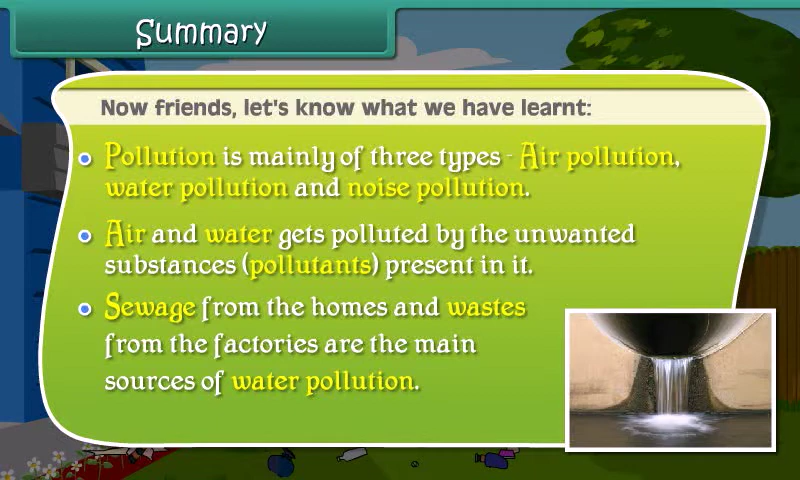 Summary
Now friends, let's know what we have learnt:
Pollution is mainly of three types - Air pollution,
water pollution and noise pollution.
Air and water gets polluted by the unwanted
substances (pollutants) present in it.
Sewage from the homes and wastes
from the factories are the main
sources of water pollution.